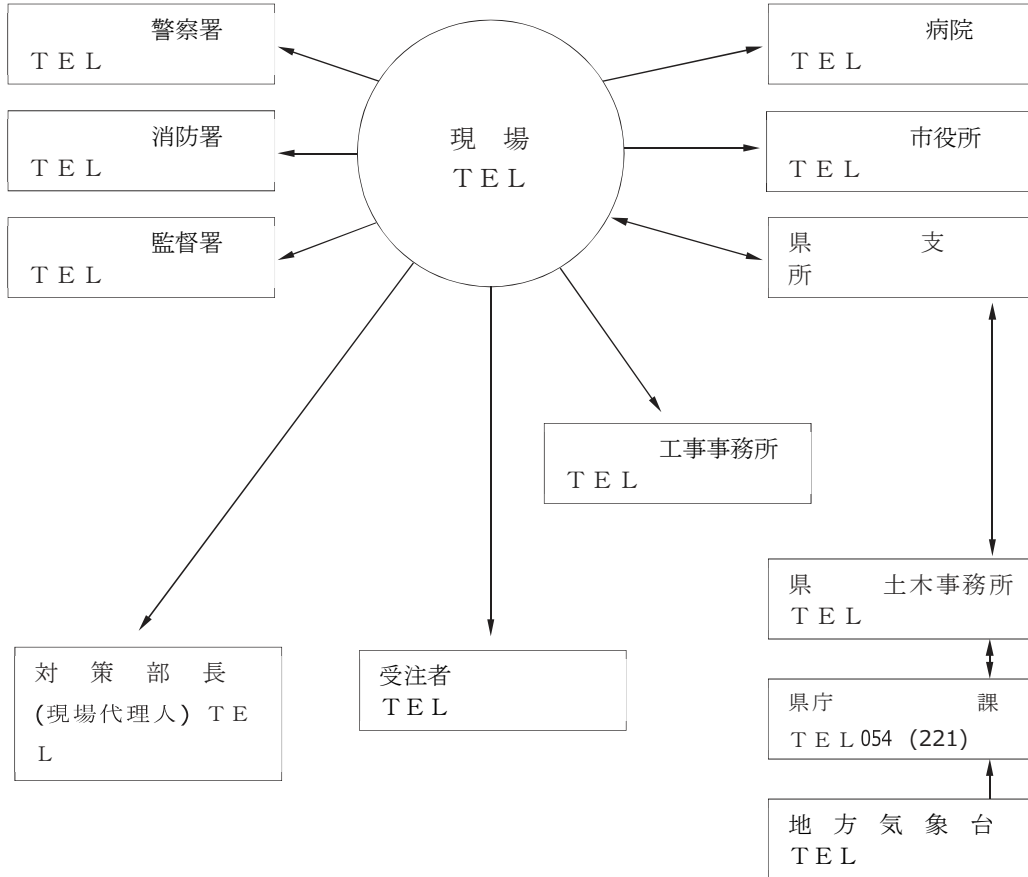 警察署
ＴＥＬ
消防署
ＴＥＬ
監督署
ＴＥＬ
現　場
ＴＥＬ
病院
ＴＥＬ
市役所
ＴＥＬ
県　　　支
所
工事事務所
ＴＥＬ
県　　　土木事務所
ＴＥＬ
対　策　部　長
(現場代理人) ＴＥ
Ｌ
受注者
ＴＥＬ
県庁　　　　　課
ＴＥＬ054 (221)
地　方　気　象　台
ＴＥＬ